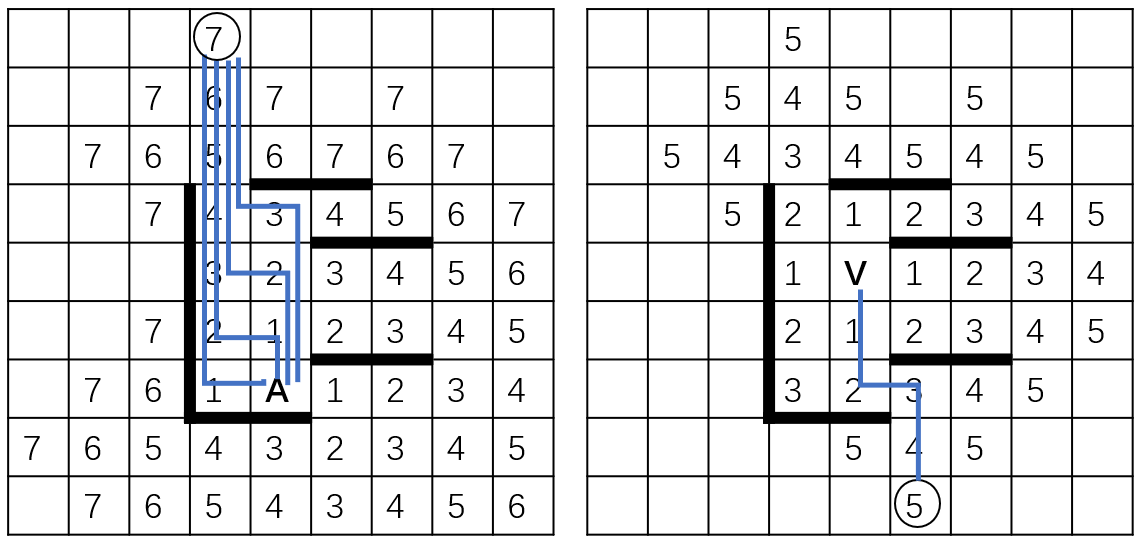 7
7 6 7 7
7 6 5 6 7 6 7
7 4 3 4 5 6 7
3 2 3 4 5 6
7 2 1 2 3 4 5
7 6 1 A 1 2 3 4
7 6 5 4 3 2 3 4 5
7 6 5 4 3 4 5 6
5
5 4 5 5
5 4 3 4 5 4 5
5 2 1 2 3 4 5
1 V 1 2 3 4
2 1 2 3 4 5
3 2 3 4 5
5 4 5
5